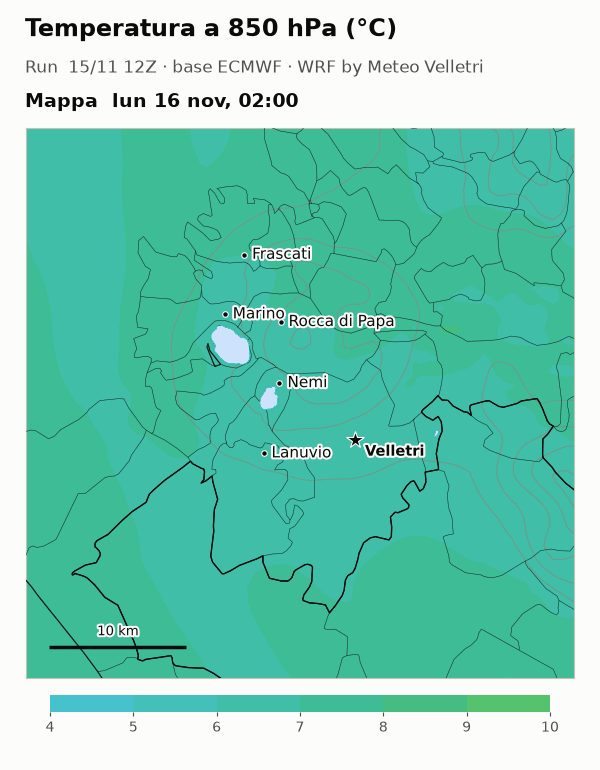 Temperatura a 850 hPa (°C)
Run  15/11 12Z · base ECMWF · WRF by Meteo Velletri
Mappa  lun 16 nov, 02:00
Frascati
Marino
Rocca di Papa
Nemi
Velletri
Lanuvio
10 km
4 5 6 7 8 9 10